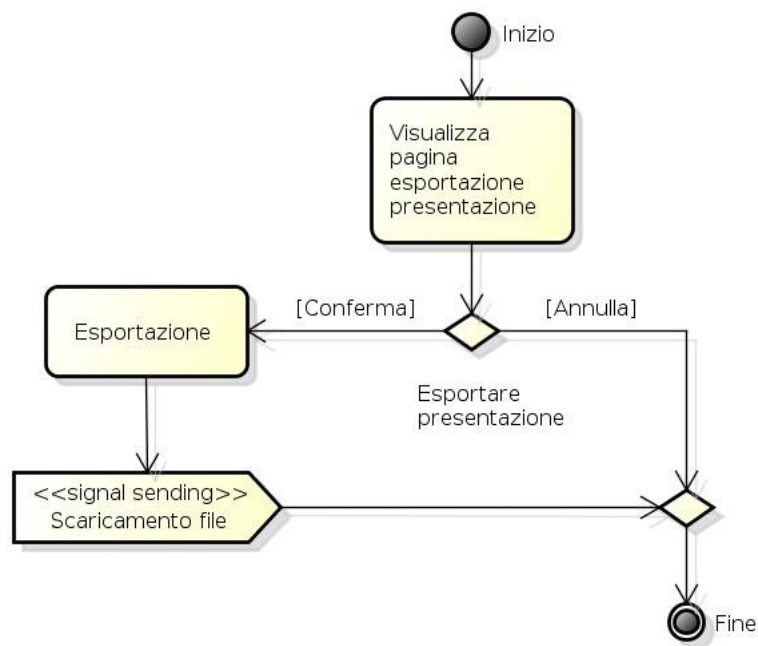 Inizio
Visualizza
pagina
esportazione
presentazione
[Conferma]
[Annulla]
Esportazione
Esportare
presentazione
<<signal sending>>
Scaricamento file
Fine